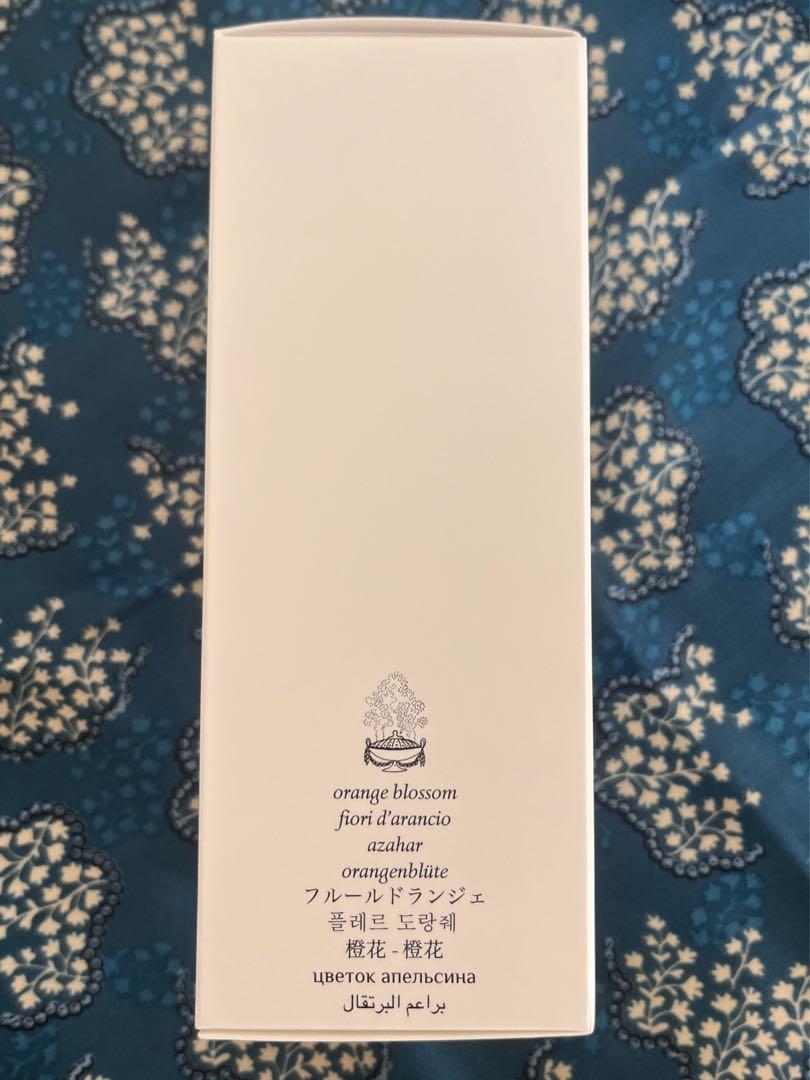 orange blossom
fiori d'arancio
azahar
orangenblüte
フルールドランジェ
플레르 도랑줴
橙花 - 橙花
цветок апельсина
براعم البرتقال